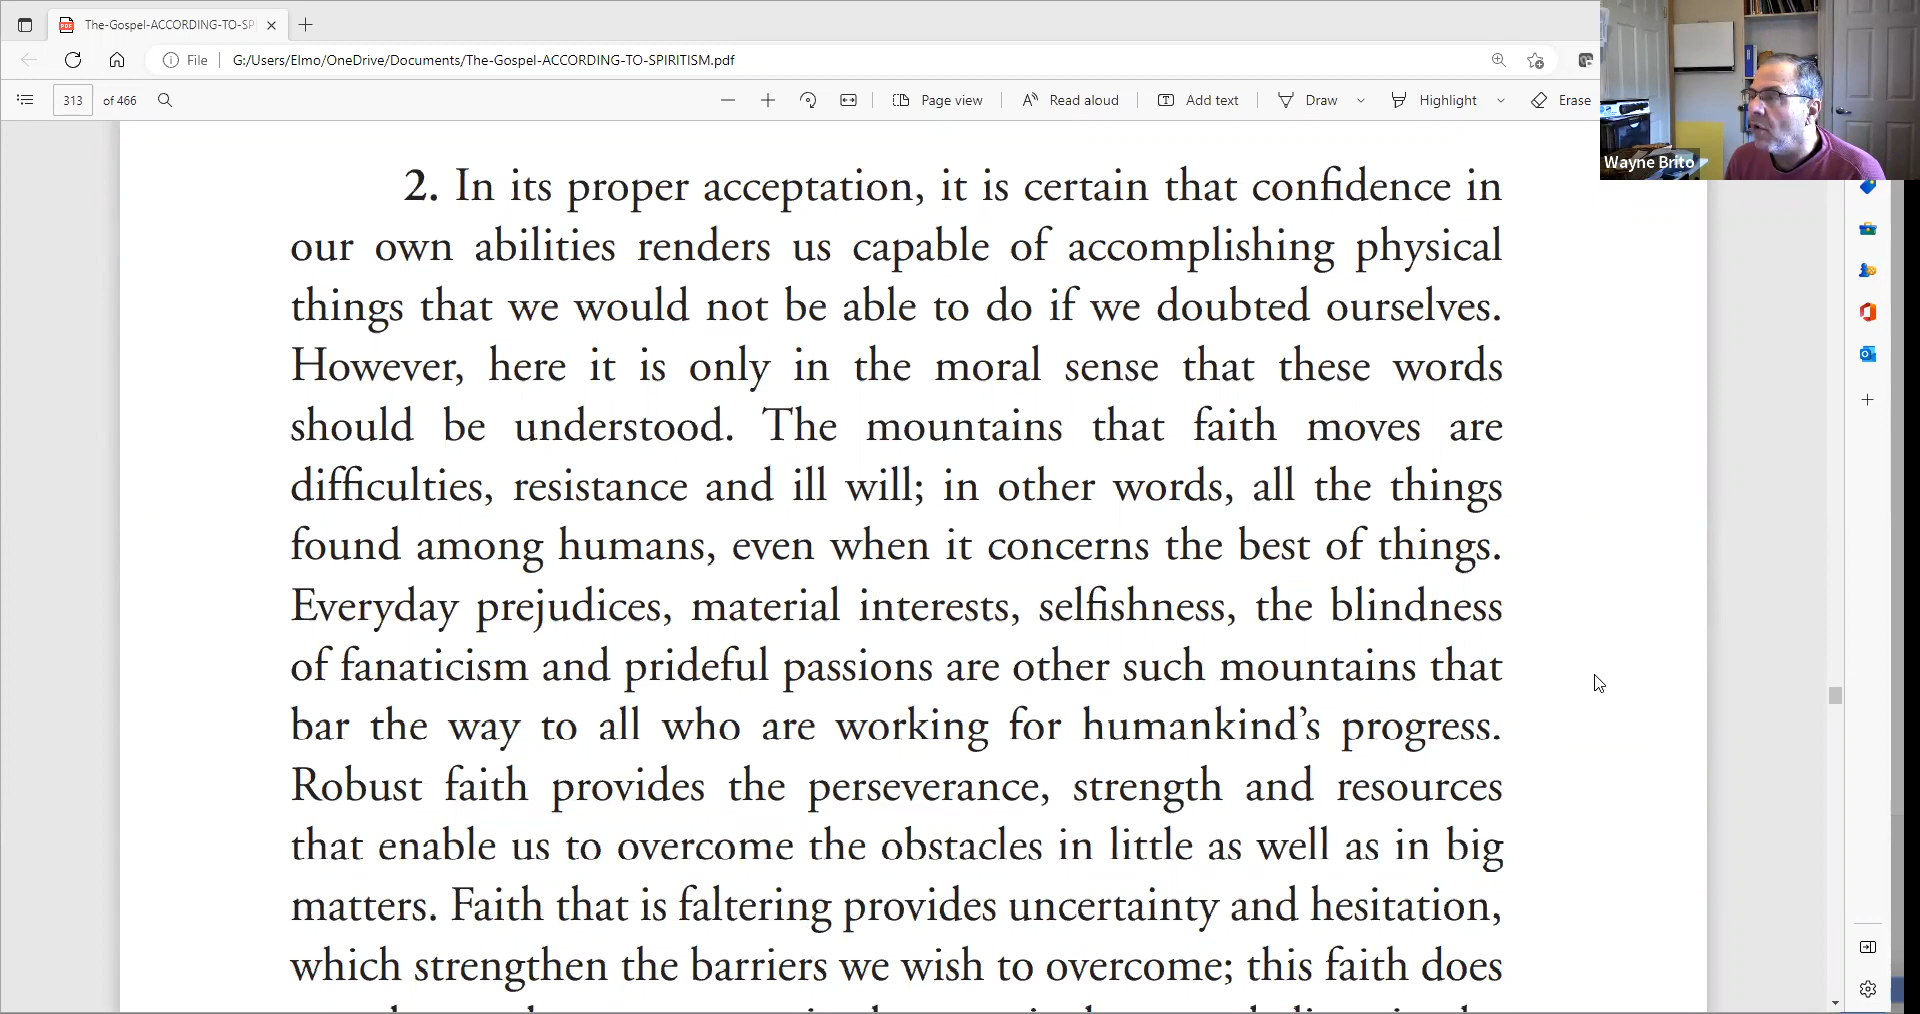 The-Gospel-ACCORDING-TO-SP
File
G:/Users/Elmo/OneDrive/Documents/The-Gospel-ACCORDING-TO-SPIRITISM.pdf
313 of 466
Page view
Read aloud
Add text
Draw
Highlight
Erase
Wayne Brito
2. In its proper acceptation, it is certain that confidence in
our own abilities renders us capable of accomplishing physical
things that we would not be able to do if we doubted ourselves.
However, here it is only in the moral sense that these words
should be understood. The mountains that faith moves are
difficulties, resistance and ill will; in other words, all the things
found among humans, even when it concerns the best of things.
Everyday prejudices, material interests, selfishness, the blindness
of fanaticism and prideful passions are other such mountains that
bar the way to all who are working for humankind’s progress.
Robust faith provides the perseverance, strength and resources
that enable us to overcome the obstacles in little as well as in big
matters. Faith that is faltering provides uncertainty and hesitation,
which strengthen the barriers we wish to overcome; this faith does